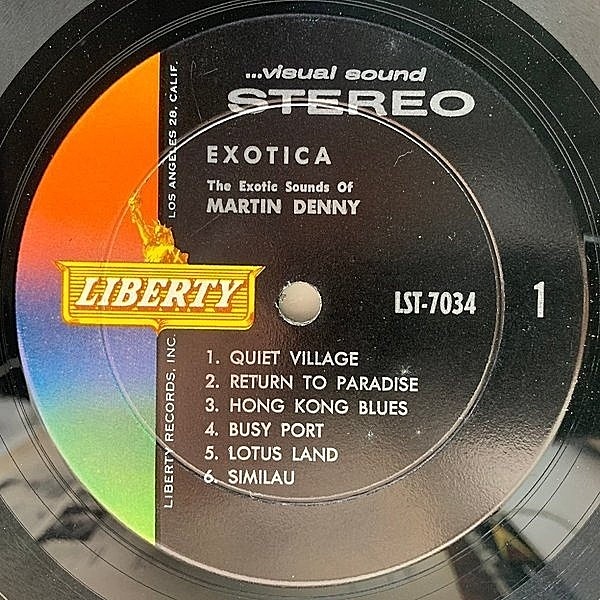 ...visual sound
STEREO
EXOTICA
The Exotic Sounds Of
MARTIN DENNY
LIBERTY
LST-7034
1
1. QUIET VILLAGE
2. RETURN TO PARADISE
3. HONG KONG BLUES
4. BUSY PORT
5. LOTUS LAND
6. SIMILAU
LIBERTY RECORDS, INC. LOS ANGELES 28, CALIF.